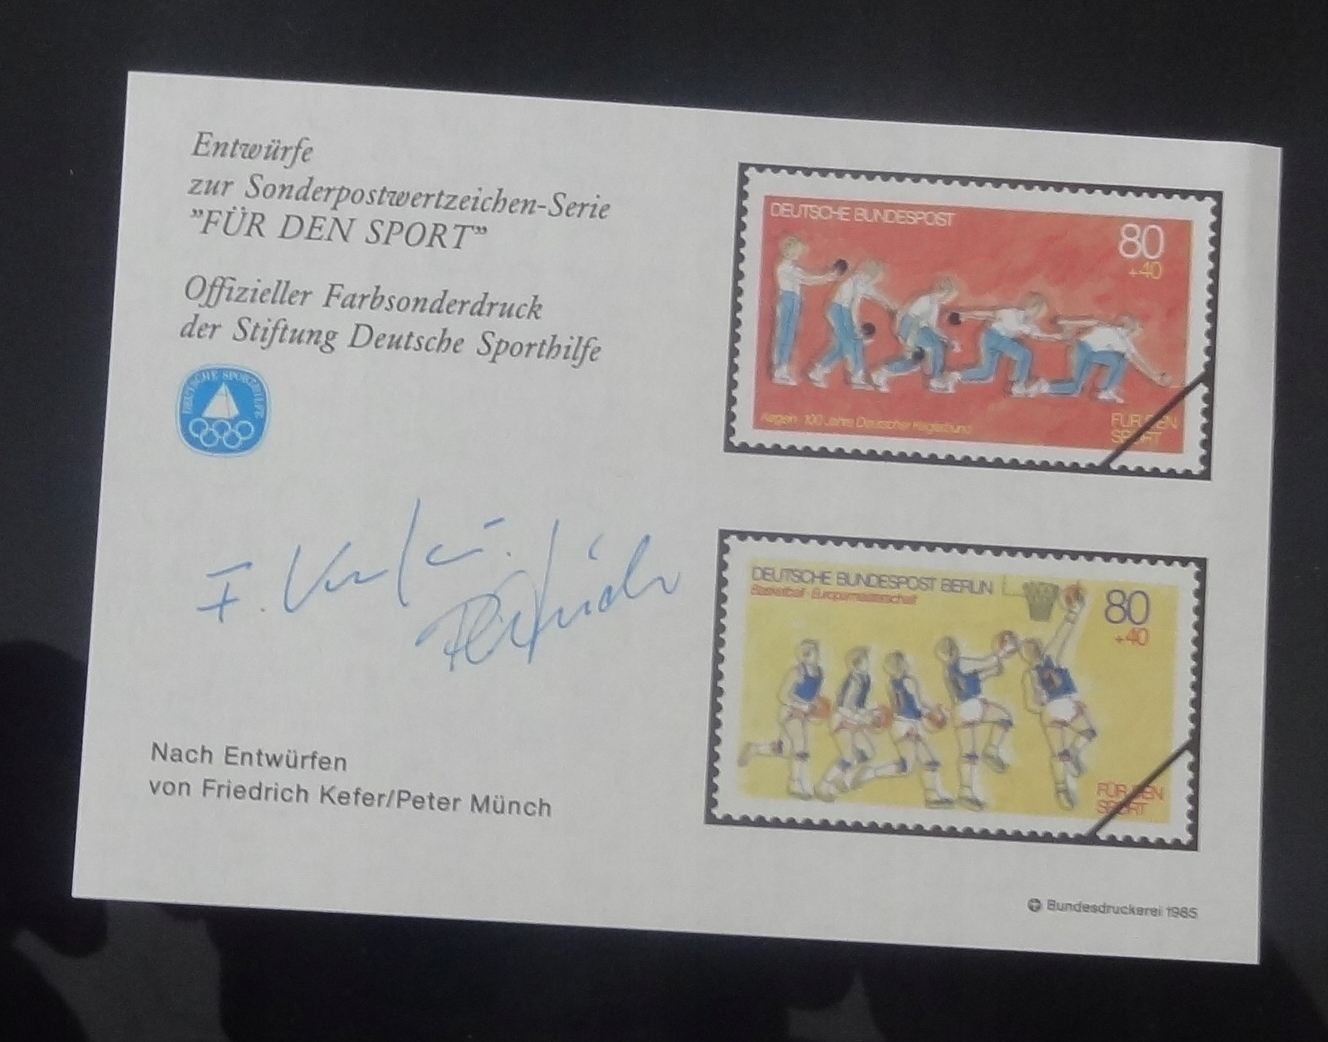 Entwürfe
zur Sonderpostwertzeichen-Serie
"FÜR DEN SPORT"
Offizieller Farbsonderdruck
der Stiftung Deutsche Sporthilfe
DEUTSCHE SPORTHILFE
F. Kefer
Nach Entwürfen
von Friedrich Kefer/Peter Münch
DEUTSCHE BUNDESPOST
80
+40
Kegeln · 100 Jahre Deutscher Keglerbund
FÜR DEN
SPORT
DEUTSCHE BUNDESPOST BERLIN
Basketball · Europameisterschaft
80
+40
FÜR DEN
SPORT
Bundesdruckerei 1985